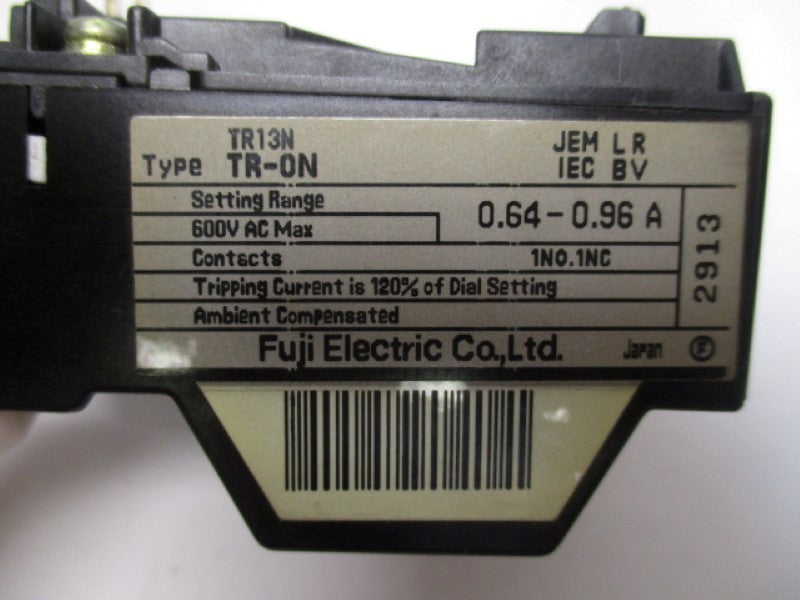 TR13N JEM LR
Type TR-0N IEC BV
Setting Range
600V AC Max
0.64-0.96 A
Contacts 1NO.1NC
Tripping Current is 120% of Dial Setting
Ambient Compensated
2913
Fuji Electric Co.,Ltd. Japan F